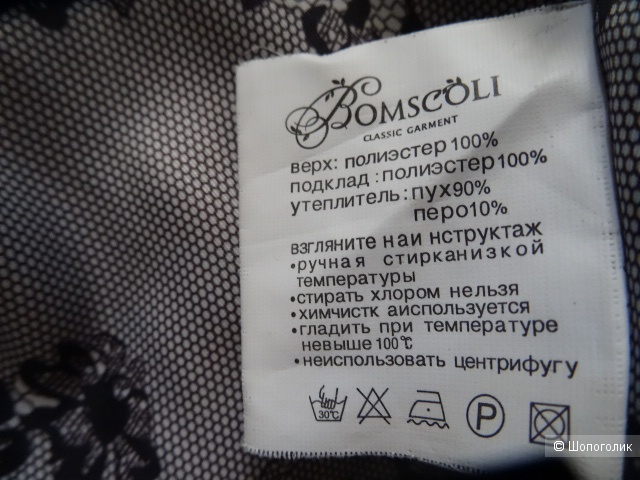 BOMSCOLI
CLASSIC GARMENT
верх: полиэстер 100%
подклад : полиэстер 100%
утеплитель : пух90%
перо10%
взгляните наи нструктаж
•ручная стирканизкой
температуры
•стирать хлором нельзя
•химчистк аиспользуется
•гладить при температуре
невыше 100℃
•неиспользовать центрифугу
30℃ P
© Шопоголик